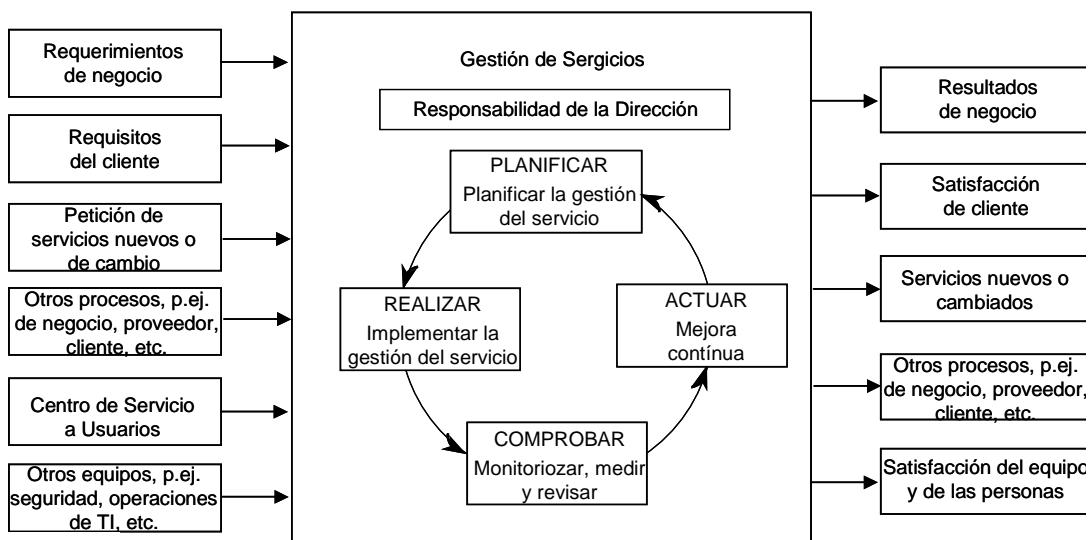 Requerimientos
de negocio
Requisitos
del cliente
Petición de
servicios nuevos o
de cambio
Otros procesos, p.ej.
de negocio, proveedor,
cliente, etc.
Centro de Servicio
a Usuarios
Otros equipos, p.ej.
seguridad, operaciones
de TI, etc.
Gestión de Sergicios
Responsabilidad de la Dirección
PLANIFICAR
Planificar la gestión
del servicio
REALIZAR
Implementar la
gestión del servicio
ACTUAR
Mejora
contínua
COMPROBAR
Monitoriozar, medir
y revisar
Resultados
de negocio
Satisfacción
de cliente
Servicios nuevos o
cambiados
Otros procesos, p.ej.
de negocio, proveedor,
cliente, etc.
Satisfacción del equipo
y de las personas